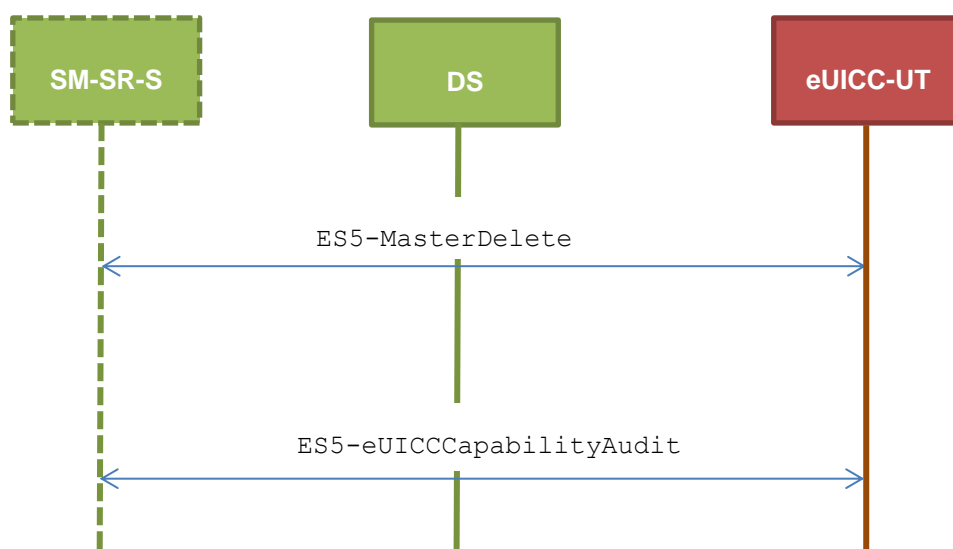 SM-SR-S
DS
eUICC-UT
ES5-MasterDelete
ES5-eUICCCapabilityAudit